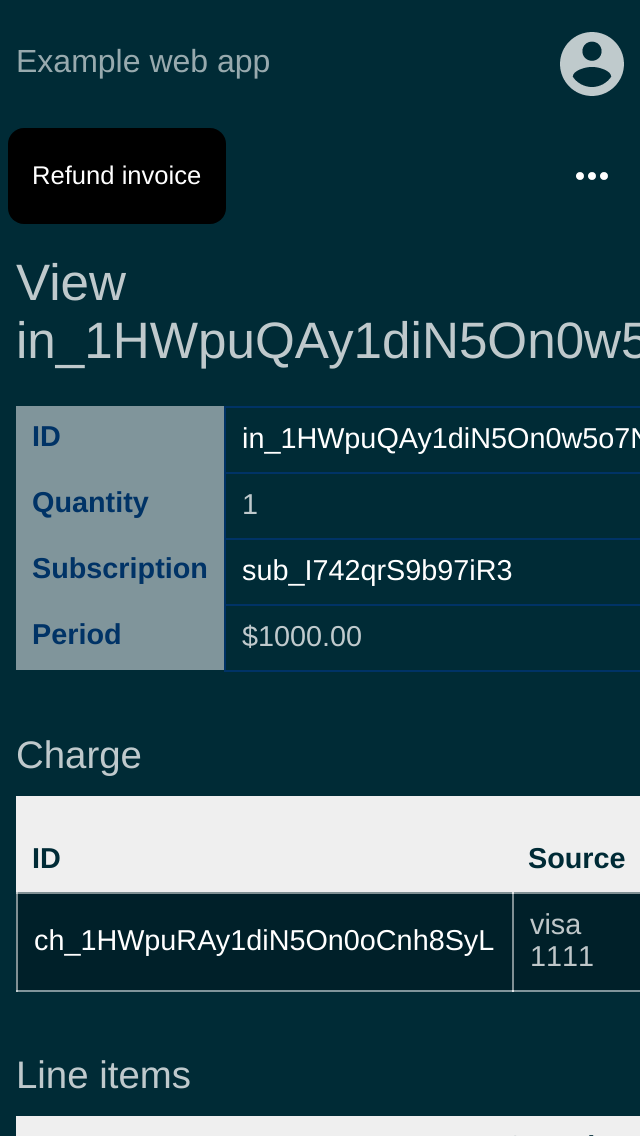 Example web app
Refund invoice
View
in_1HWpuQAy1diN5On0w5
ID
in_1HWpuQAy1diN5On0w5o7N
Quantity
1
Subscription
sub_I742qrS9b97iR3
Period
$1000.00
Charge
ID Source
ch_1HWpuRAy1diN5On0oCnh8SyL
visa
1111
Line items